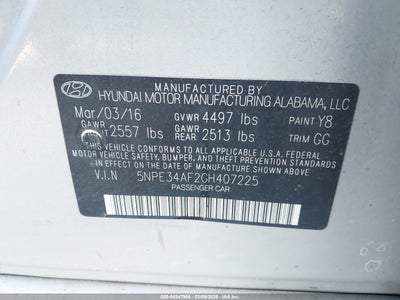 MANUFACTURED BY
HYUNDAI MOTOR MANUFACTURING ALABAMA, LLC
Mar/03/16 GVWR 4497 lbs PAINT Y8
GAWR FRONT 2557 lbs GAWR REAR 2513 lbs TRIM GG
THIS VEHICLE CONFORMS TO ALL APPLICABLE U.S. FEDERAL
MOTOR VEHICLE SAFETY, BUMPER, AND THEFT PREVENTION STANDARDS
IN EFFECT ON THE DATE OF MANUFACTURE SHOWN ABOVE.
V.I.N 5NPE34AF2GH407225
PASSENGER CAR